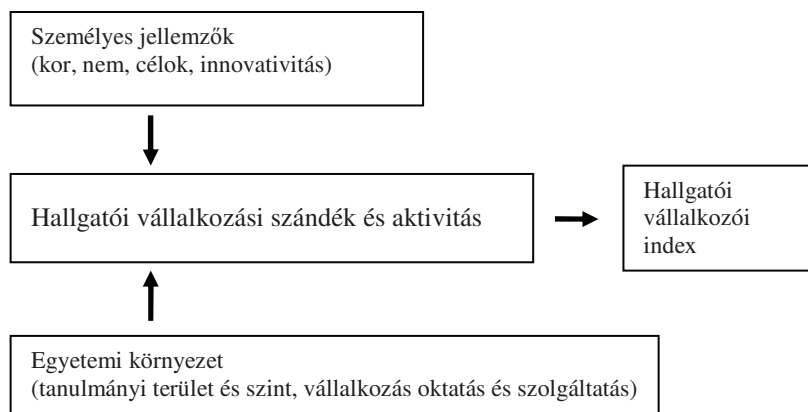 Személyes jellemzők
(kor, nem, célok, innovativitás)
Hallgatói vállalkozási szándék és aktivitás
Hallgatói
vállalkozói
index
Egyetemi környezet
(tanulmányi terület és szint, vállalkozás oktatás és szolgáltatás)